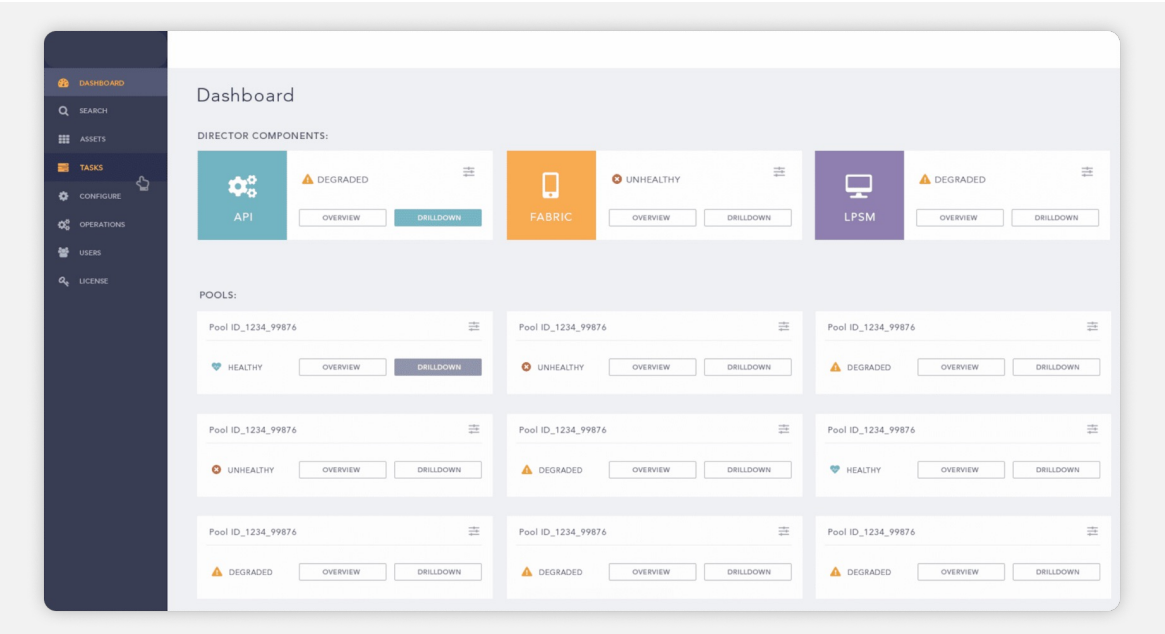 DASHBOARD
SEARCH
ASSETS
TASKS
CONFIGURE
OPERATIONS
USERS
LICENSE
Dashboard
DIRECTOR COMPONENTS:
API
DEGRADED
OVERVIEW DRILLDOWN
FABRIC
UNHEALTHY
OVERVIEW DRILLDOWN
LPSM
DEGRADED
OVERVIEW DRILLDOWN
POOLS:
Pool ID_1234_99876
HEALTHY OVERVIEW DRILLDOWN
Pool ID_1234_99876
UNHEALTHY OVERVIEW DRILLDOWN
Pool ID_1234_99876
DEGRADED OVERVIEW DRILLDOWN
Pool ID_1234_99876
UNHEALTHY OVERVIEW DRILLDOWN
Pool ID_1234_99876
DEGRADED OVERVIEW DRILLDOWN
Pool ID_1234_99876
HEALTHY OVERVIEW DRILLDOWN
Pool ID_1234_99876
DEGRADED OVERVIEW DRILLDOWN
Pool ID_1234_99876
DEGRADED OVERVIEW DRILLDOWN
Pool ID_1234_99876
DEGRADED OVERVIEW DRILLDOWN